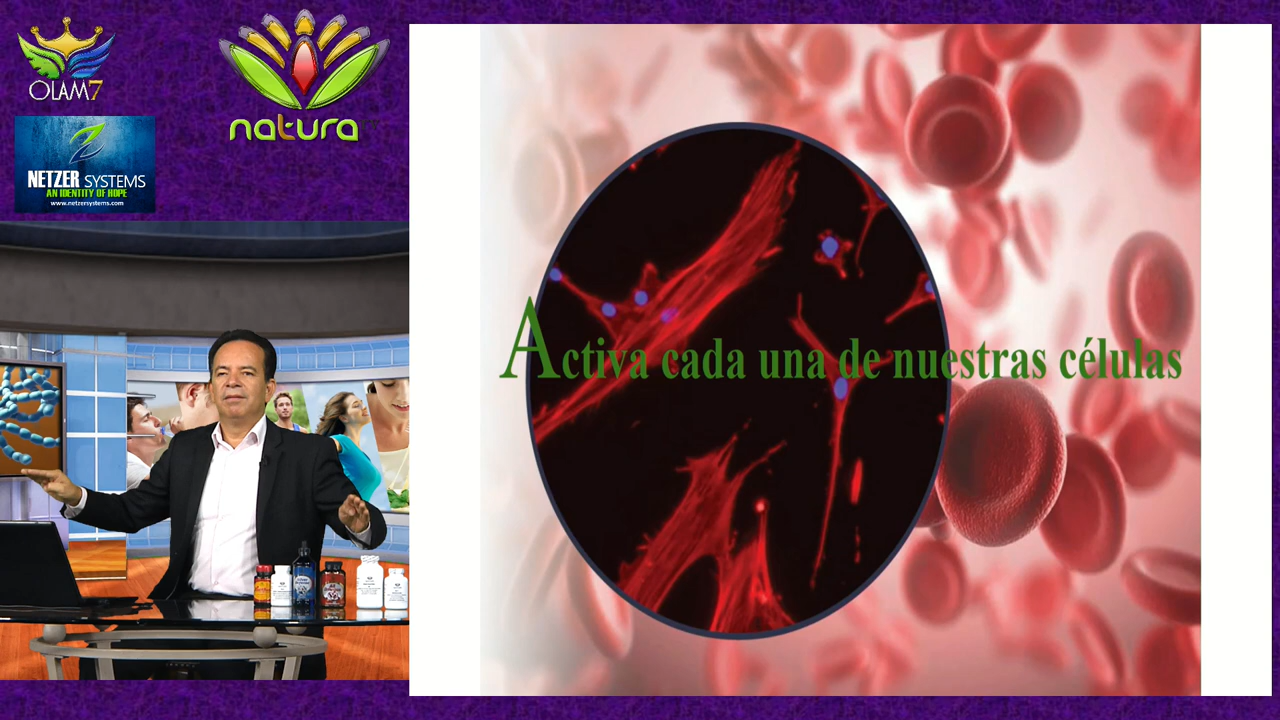 OLAM7
natura
NETZER SYSTEMS
AN IDENTITY OF HOPE
www.netzersystems.com
Activa cada una de nuestras células